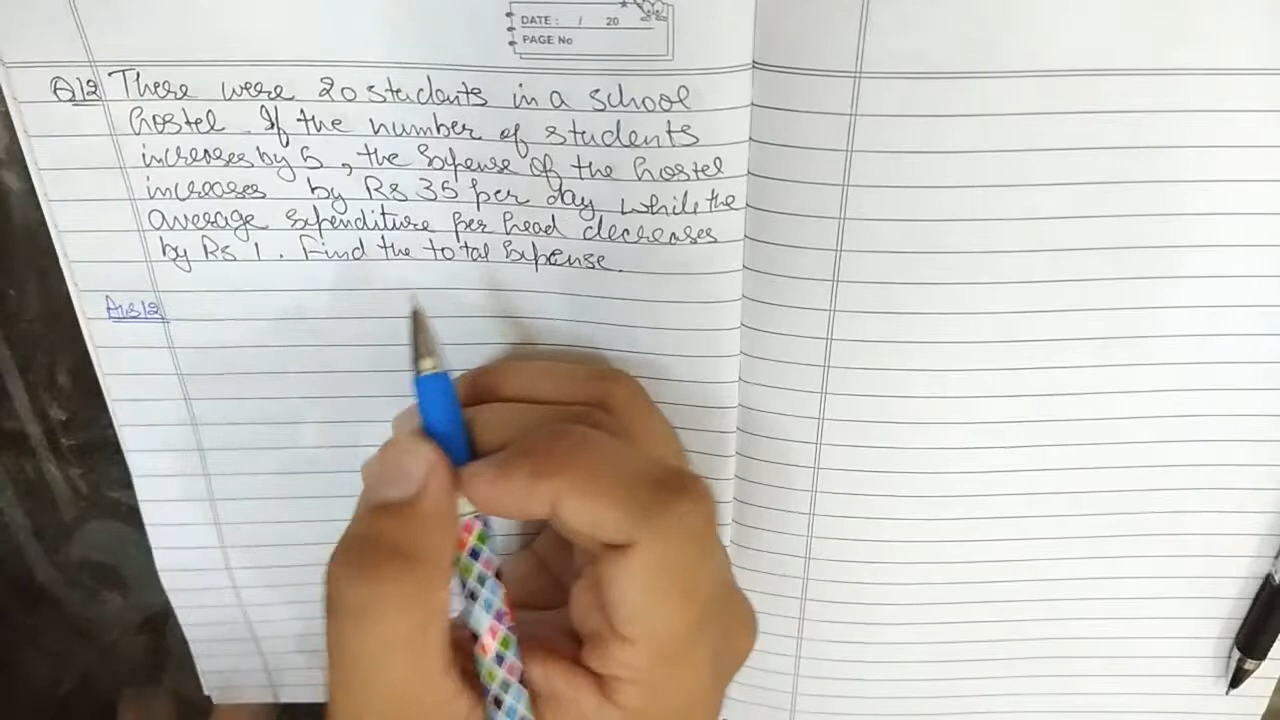 DATE : / 20
PAGE No
Q12 There were 20 students in a school
hostel. If the number of students
increases by 5, the Expense of the hostel
increases by Rs 35 per day while the
average Expenditure per head decreases
by Rs 1. Find the total Expense.
Ans12